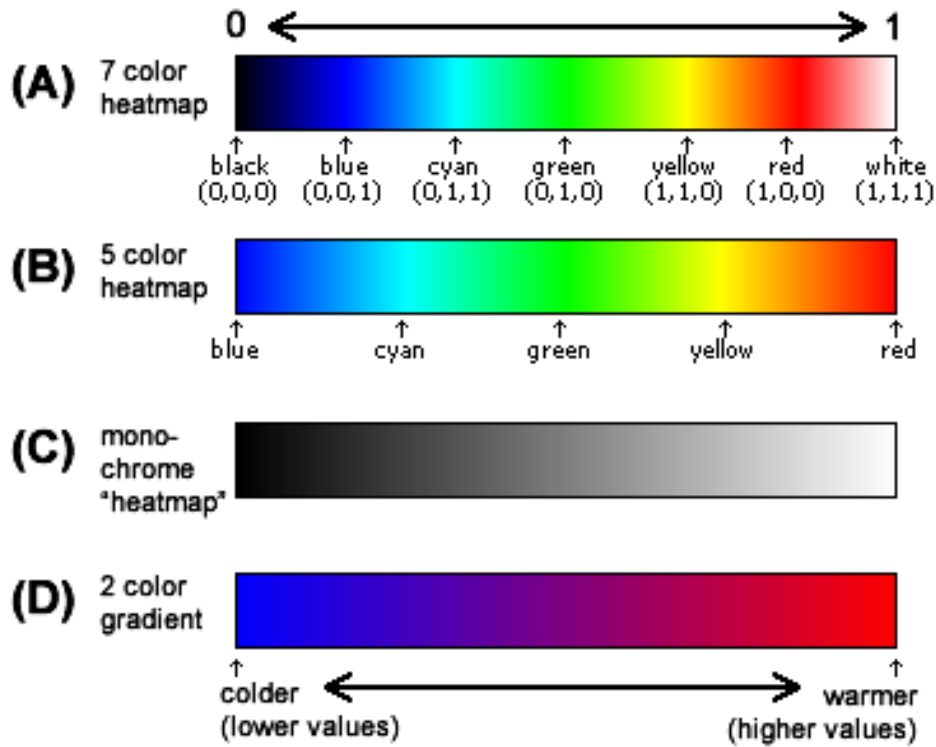 0 1
(A) 7 color
heatmap
black blue cyan green yellow red white
(0,0,0) (0,0,1) (0,1,1) (0,1,0) (1,1,0) (1,0,0) (1,1,1)
(B) 5 color
heatmap
blue cyan green yellow red
(C) mono-
chrome
"heatmap"
(D) 2 color
gradient
colder warmer
(lower values) (higher values)